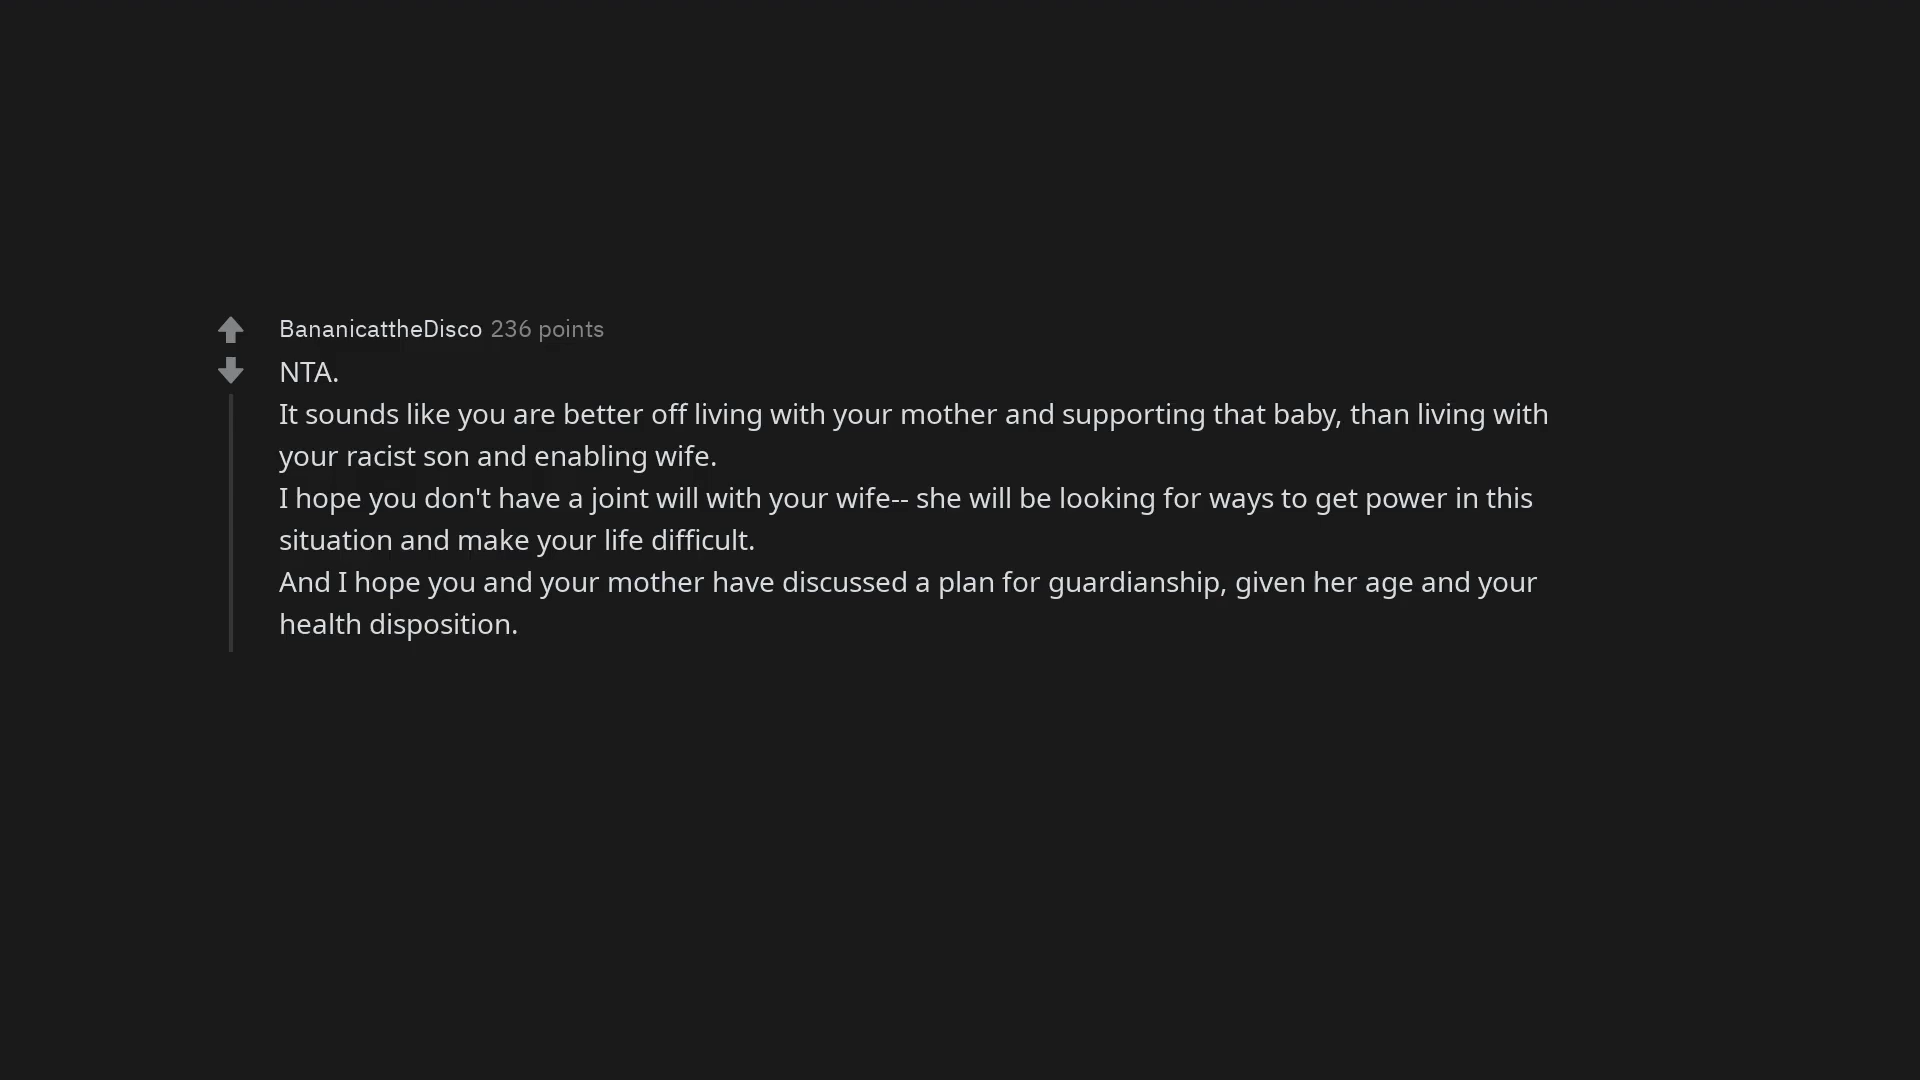 BananicattheDisco 236 points
NTA.
It sounds like you are better off living with your mother and supporting that baby, than living with
your racist son and enabling wife.
I hope you don't have a joint will with your wife-- she will be looking for ways to get power in this
situation and make your life difficult.
And I hope you and your mother have discussed a plan for guardianship, given her age and your
health disposition.